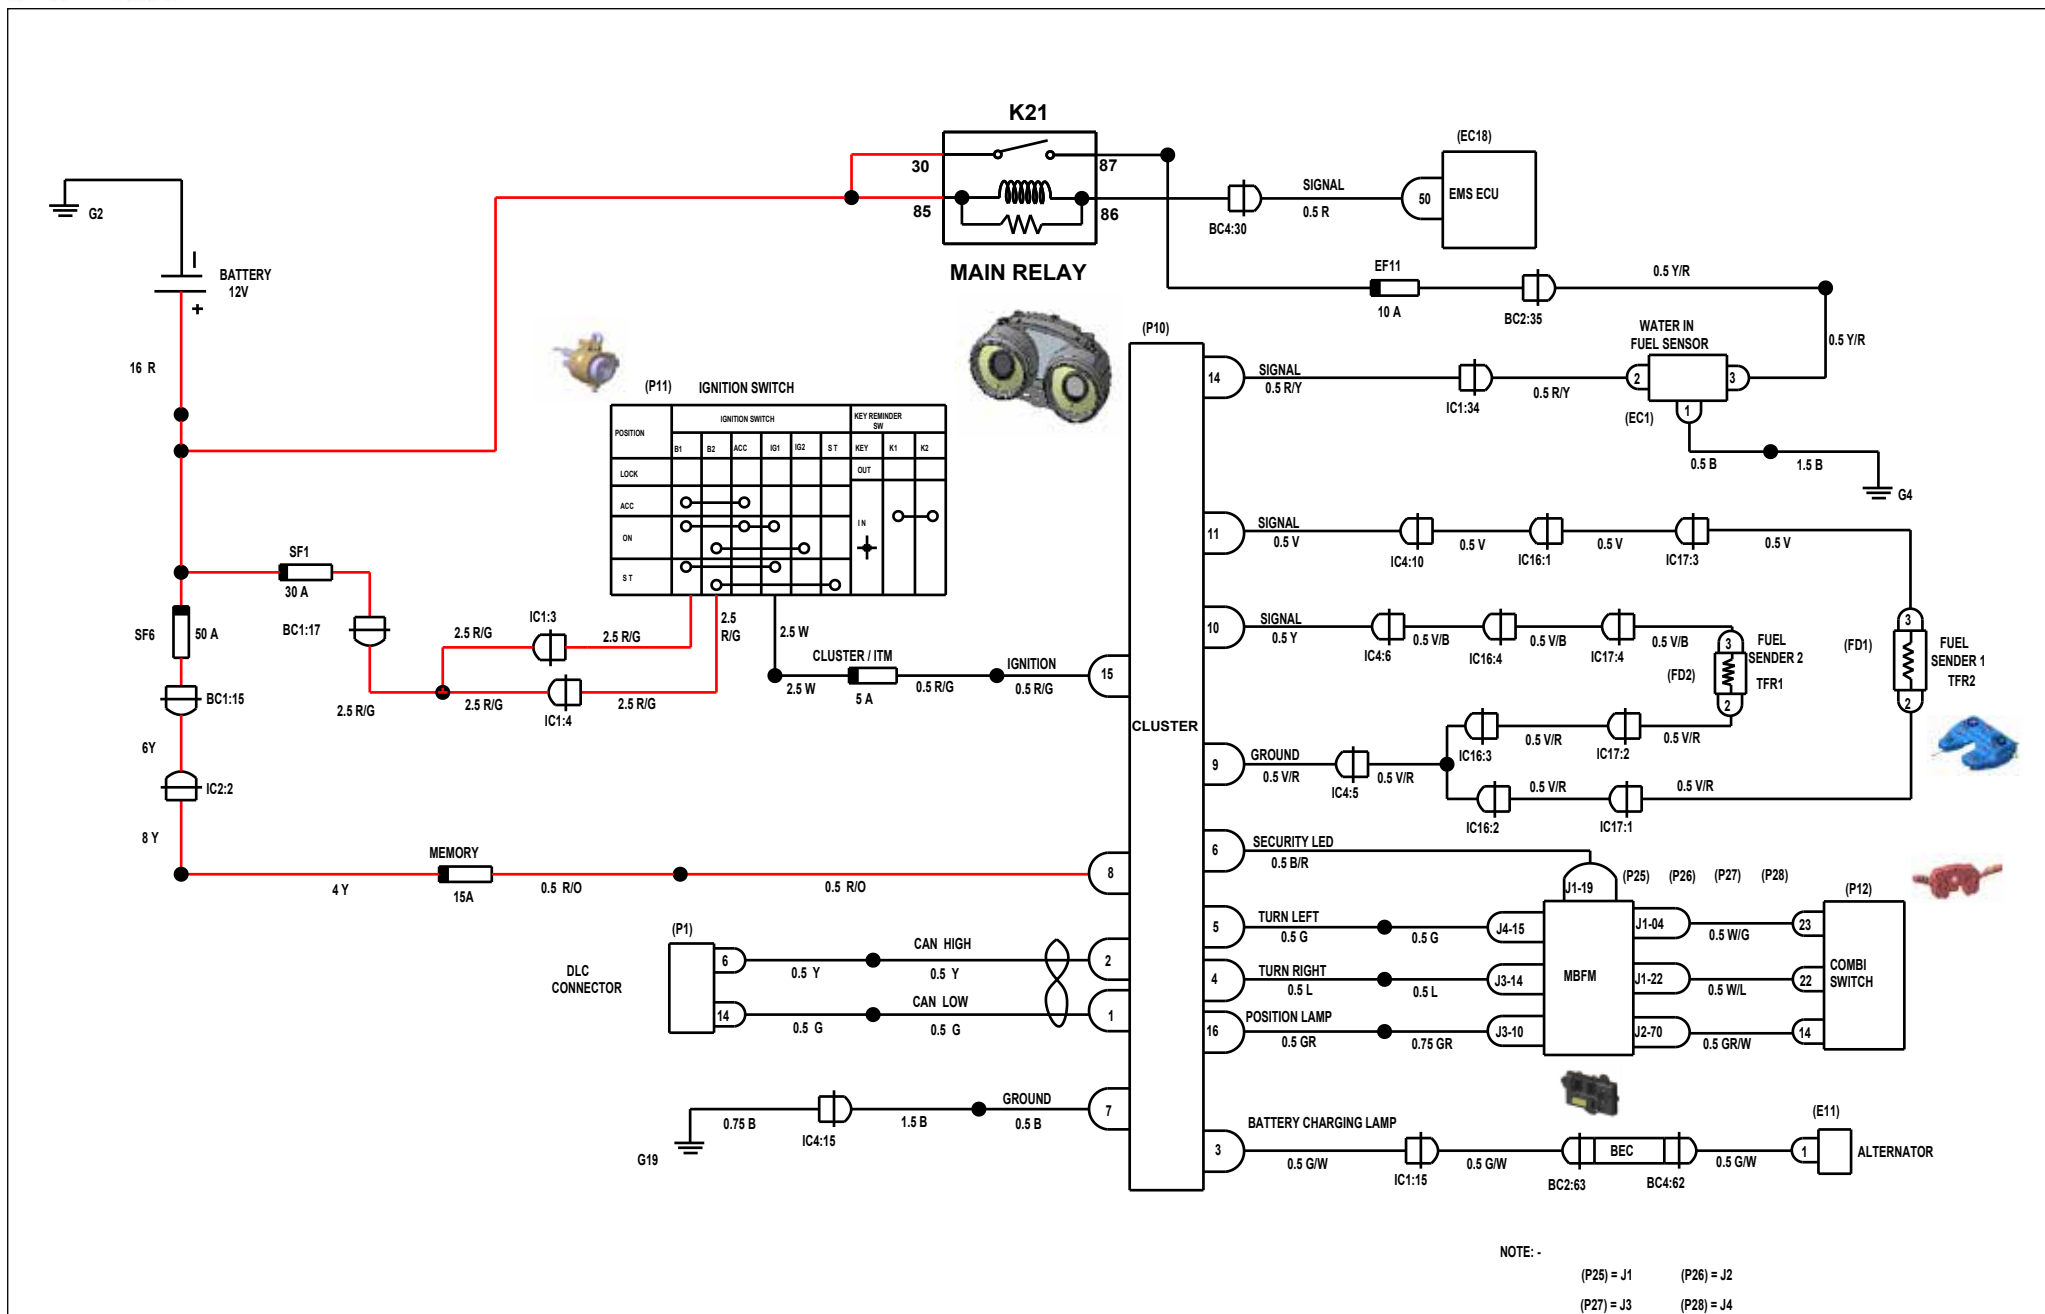 K21
30
87
85
86
MAIN RELAY
BC4:30
SIGNAL
0.5 R
(EC18)
50
EMS ECU
G2
BATTERY
12V
+
16 R
EF11
10 A
BC2:35
0.5 Y/R
0.5 Y/R
WATER IN
FUEL SENSOR
2
3
1
(EC1)
0.5 B
1.5 B
G4
(P11)
IGNITION SWITCH
POSITION
IGNITION SWITCH
KEY REMINDER
SW
B1
B2
ACC
IG1
IG2
S T
KEY
K1
K2
LOCK
OUT
ACC
ON
I N
S T
(P10)
14
SIGNAL
0.5 R/Y
IC1:34
0.5 R/Y
11
SIGNAL
0.5 V
IC4:10
0.5 V
IC16:1
0.5 V
IC17:3
0.5 V
SF1
30 A
BC1:17
SF6
50 A
BC1:15
6Y
IC2:2
8 Y
2.5 R/G
2.5 R/G
IC1:3
2.5 R/G
2.5 R/G
IC1:4
2.5 R/G
2.5
R/G
2.5 W
2.5 W
CLUSTER / ITM
5 A
0.5 R/G
IGNITION
0.5 R/G
15
10
SIGNAL
0.5 Y
IC4:6
0.5 V/B
IC16:4
0.5 V/B
IC17:4
0.5 V/B
3
2
(FD2)
FUEL
SENDER 2
TFR1
(FD1)
3
2
FUEL
SENDER 1
TFR2
CLUSTER
9
GROUND
0.5 V/R
IC4:5
0.5 V/R
IC16:3
0.5 V/R
IC17:2
0.5 V/R
IC16:2
0.5 V/R
IC17:1
0.5 V/R
4 Y
MEMORY
15A
0.5 R/O
0.5 R/O
8
6
SECURITY LED
0.5 B/R
J1-19
(P25)
(P26)
(P27)
(P28)
(P12)
5
TURN LEFT
0.5 G
0.5 G
J4-15
J1-04
0.5 W/G
23
4
TURN RIGHT
0.5 L
0.5 L
J3-14
MBFM
J1-22
0.5 W/L
22
COMBI
SWITCH
16
POSITION LAMP
0.5 GR
0.75 GR
J3-10
J2-70
0.5 GR/W
14
(P1)
DLC
CONNECTOR
6
0.5 Y
CAN HIGH
0.5 Y
2
14
0.5 G
CAN LOW
0.5 G
1
G19
0.75 B
IC4:15
1.5 B
GROUND
0.5 B
7
3
BATTERY CHARGING LAMP
0.5 G/W
IC1:15
0.5 G/W
BC2:63
BEC
BC4:62
0.5 G/W
(E11)
1
ALTERNATOR
NOTE: -
(P25) = J1 (P26) = J2
(P27) = J3 (P28) = J4